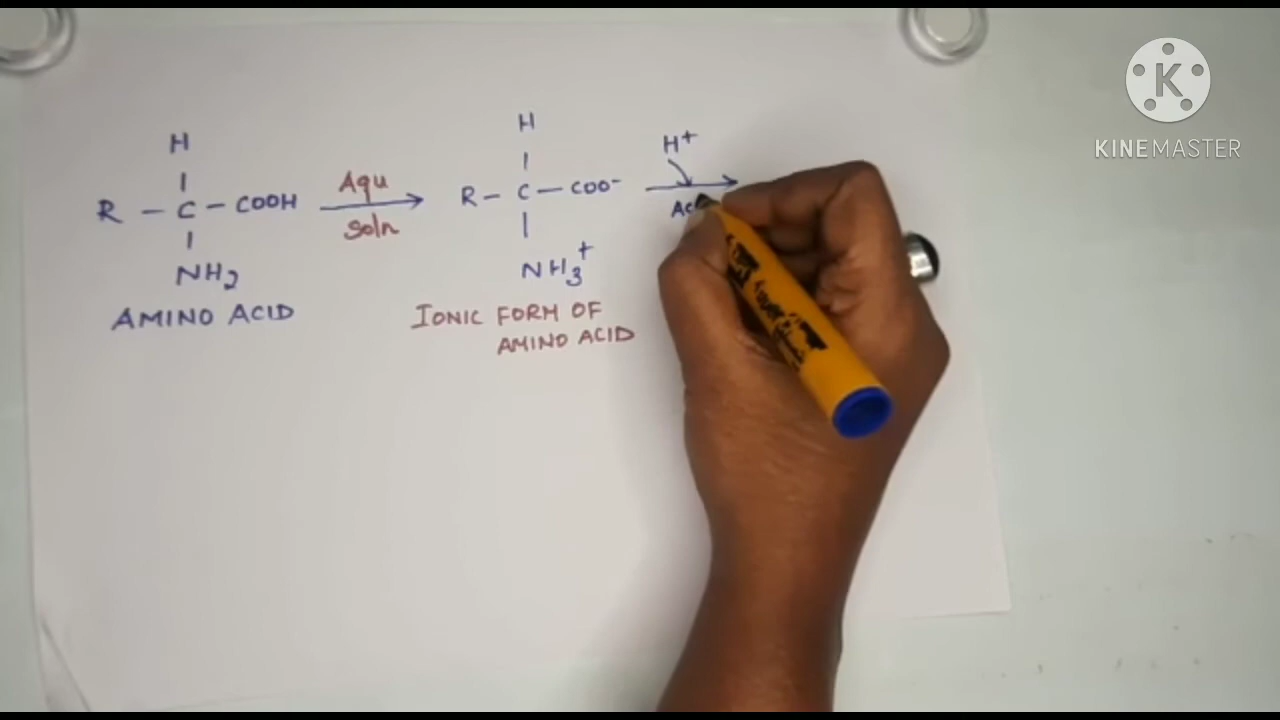 H
H
H+
R - C - COOH
Aqu
Soln
R - C - COO-
NH2
NH3+
AMINO ACID
IONIC FORM OF
AMINO ACID
K
KINEMASTER